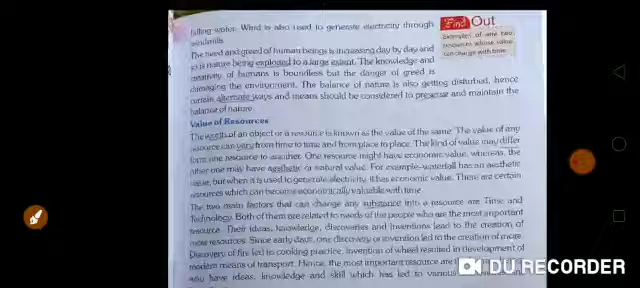 falling water. Wind is also used to generate electricity through
windmills.
The need and greed of human beings is increasing day by day and
so is nature being exploited to a large extent. The knowledge and
creativity of humans is boundless but the danger of greed is
damaging the environment. The balance of nature is also getting disturbed, hence
certain alternate ways and means should be considered to preserve and maintain the
balance of nature.
Find Out
Examples of any two
resources whose value
can change with time.
Value of Resources
The worth of an object or a resource is known as the value of the same. The value of any
resource can vary from time to time and from place to place. The kind of value may differ
form one resource to another. One resource might have economic value, whereas, the
other one may have aesthetic or natural value. For example-waterfall has an aesthetic
value, but when it is used to generate electricity, it has economic value. There are certain
resources which can become economically valuable with time.
The two main factors that can change any substance into a resource are Time and
Technology. Both of them are related to needs of the people who are the most important
resource. Their ideas, knowledge, discoveries and inventions lead to the creation of
more resources. Since early days, one discovery or invention led to the creation of more.
Discovery of fire led to cooking practice, invention of wheel resulted in development of
modern means of transport. Hence, the most important resource are
you have ideas, knowledge and skill which has led to various
DU RECORDER